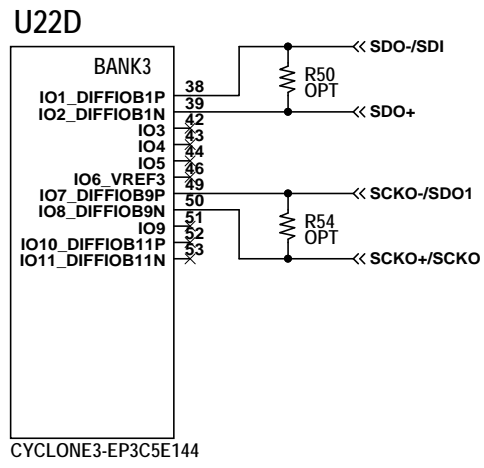 U22D
BANK3
IO1_DIFFIOB1P 38
IO2_DIFFIOB1N 39
IO3 42
IO4 43
IO5 44
IO6_VREF3 46
IO7_DIFFIOB9P 49
IO8_DIFFIOB9N 50
IO9 51
IO10_DIFFIOB11P 52
IO11_DIFFIOB11N 53
SDO-/SDI
R50
OPT
SDO+
SCKO-/SDO1
R54
OPT
SCKO+/SCKO
CYCLONE3-EP3C5E144